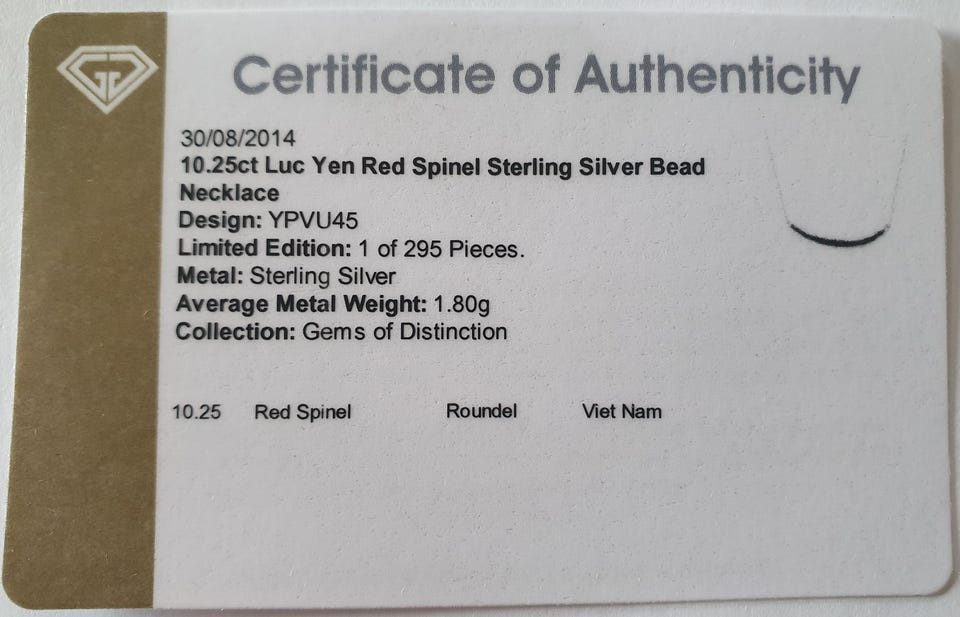 Certificate of Authenticity
30/08/2014
10.25ct Luc Yen Red Spinel Sterling Silver Bead
Necklace
Design: YPVU45
Limited Edition: 1 of 295 Pieces.
Metal: Sterling Silver
Average Metal Weight: 1.80g
Collection: Gems of Distinction
10.25 Red Spinel Roundel Viet Nam